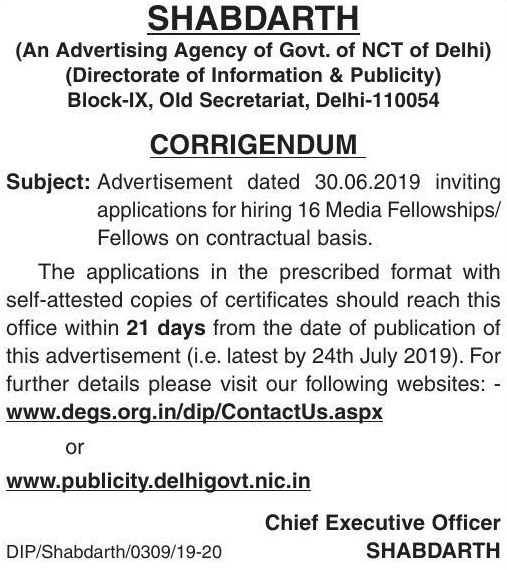 SHABDARTH
(An Advertising Agency of Govt. of NCT of Delhi)
(Directorate of Information & Publicity)
Block-IX, Old Secretariat, Delhi-110054
CORRIGENDUM
Subject: Advertisement dated 30.06.2019 inviting
applications for hiring 16 Media Fellowships/
Fellows on contractual basis.
The applications in the prescribed format with
self-attested copies of certificates should reach this
office within 21 days from the date of publication of
this advertisement (i.e. latest by 24th July 2019). For
further details please visit our following websites: -
www.degs.org.in/dip/ContactUs.aspx
or
www.publicity.delhigovt.nic.in
Chief Executive Officer
DIP/Shabdarth/0309/19-20 SHABDARTH